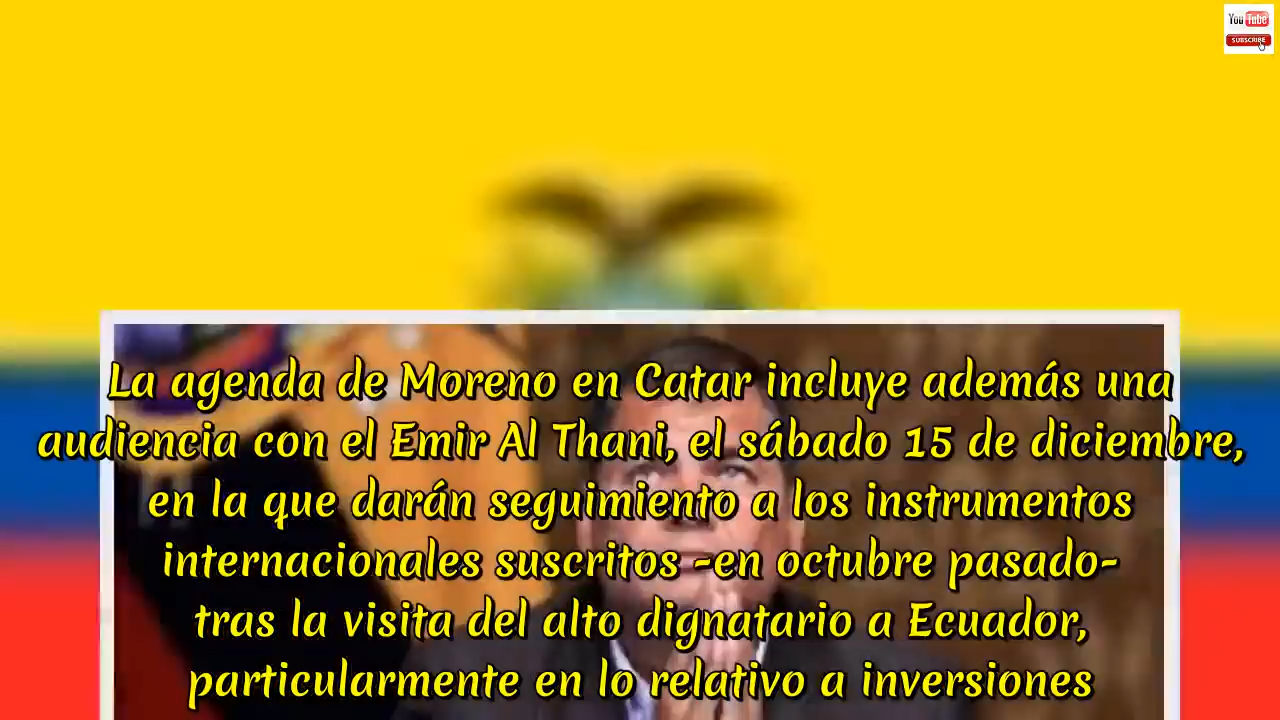 You Tube
SUBSCRIBE
La agenda de Moreno en Catar incluye además una
audiencia con el Emir Al Thani, el sábado 15 de diciembre,
en la que darán seguimiento a los instrumentos
internacionales suscritos -en octubre pasado-
tras la visita del alto dignatario a Ecuador,
particularmente en lo relativo a inversiones